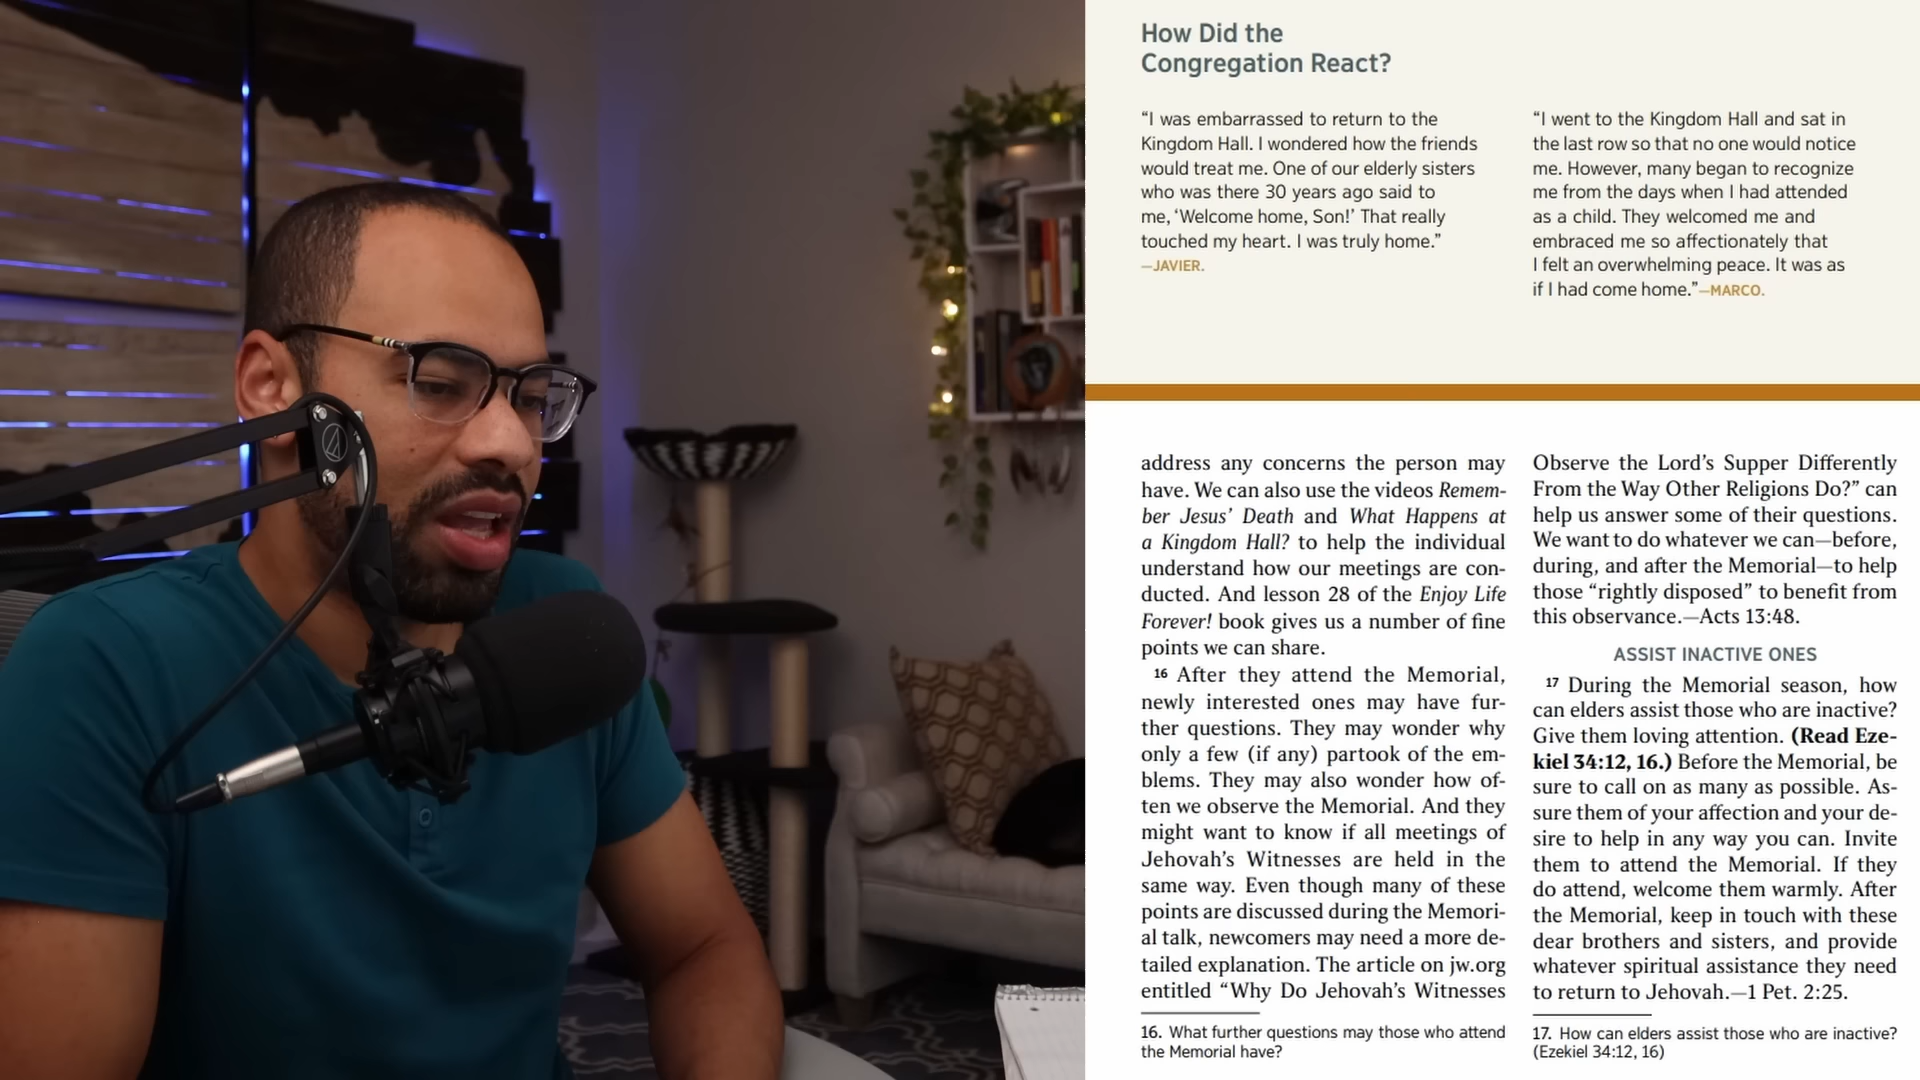 How Did the
Congregation React?
“I was embarrassed to return to the
Kingdom Hall. I wondered how the friends
would treat me. One of our elderly sisters
who was there 30 years ago said to
me, ‘Welcome home, Son!’ That really
touched my heart. I was truly home.”
—JAVIER.
“I went to the Kingdom Hall and sat in
the last row so that no one would notice
me. However, many began to recognize
me from the days when I had attended
as a child. They welcomed me and
embraced me so affectionately that
I felt an overwhelming peace. It was as
if I had come home.”—MARCO.
address any concerns the person may
have. We can also use the videos Remem-
ber Jesus’ Death and What Happens at
a Kingdom Hall? to help the individual
understand how our meetings are con-
ducted. And lesson 28 of the Enjoy Life
Forever! book gives us a number of fine
points we can share.
16 After they attend the Memorial,
newly interested ones may have fur-
ther questions. They may wonder why
only a few (if any) partook of the em-
blems. They may also wonder how of-
ten we observe the Memorial. And they
might want to know if all meetings of
Jehovah’s Witnesses are held in the
same way. Even though many of these
points are discussed during the Memori-
al talk, newcomers may need a more de-
tailed explanation. The article on jw.org
entitled “Why Do Jehovah’s Witnesses
16. What further questions may those who attend
the Memorial have?
Observe the Lord’s Supper Differently
From the Way Other Religions Do?” can
help us answer some of their questions.
We want to do whatever we can—before,
during, and after the Memorial—to help
those “rightly disposed” to benefit from
this observance.—Acts 13:48.
ASSIST INACTIVE ONES
17 During the Memorial season, how
can elders assist those who are inactive?
Give them loving attention. (Read Eze-
kiel 34:12, 16.) Before the Memorial, be
sure to call on as many as possible. As-
sure them of your affection and your de-
sire to help in any way you can. Invite
them to attend the Memorial. If they
do attend, welcome them warmly. After
the Memorial, keep in touch with these
dear brothers and sisters, and provide
whatever spiritual assistance they need
to return to Jehovah.—1 Pet. 2:25.
17. How can elders assist those who are inactive?
(Ezekiel 34:12, 16)